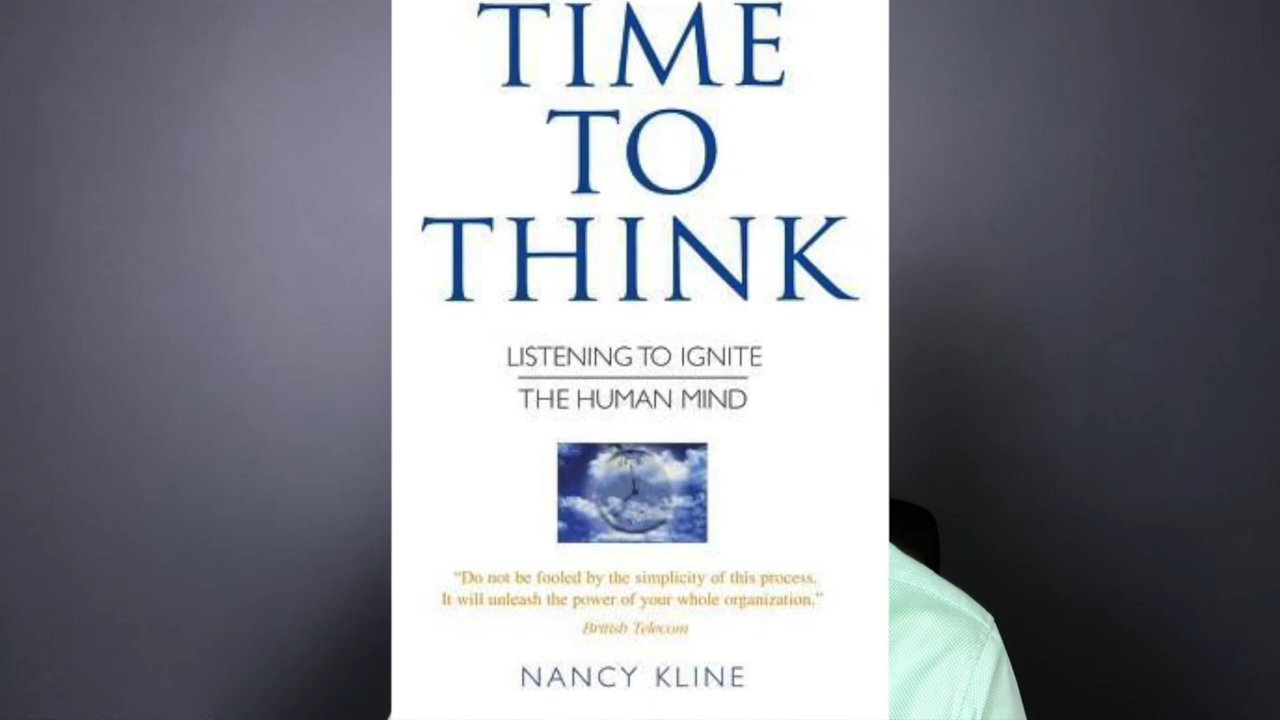 TIME
TO
THINK
LISTENING TO IGNITE
THE HUMAN MIND
"Do not be fooled by the simplicity of this process.
It will unleash the power of your whole organization."
British Telecom
NANCY KLINE